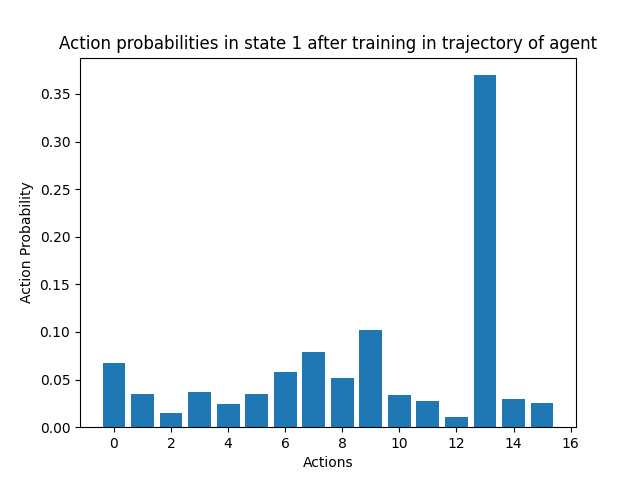 Action probabilities in state 1 after training in trajectory of agent
Action Probability
0.35
0.30
0.25
0.20
0.15
0.10
0.05
0.00
0 2 4 6 8 10 12 14 16
Actions